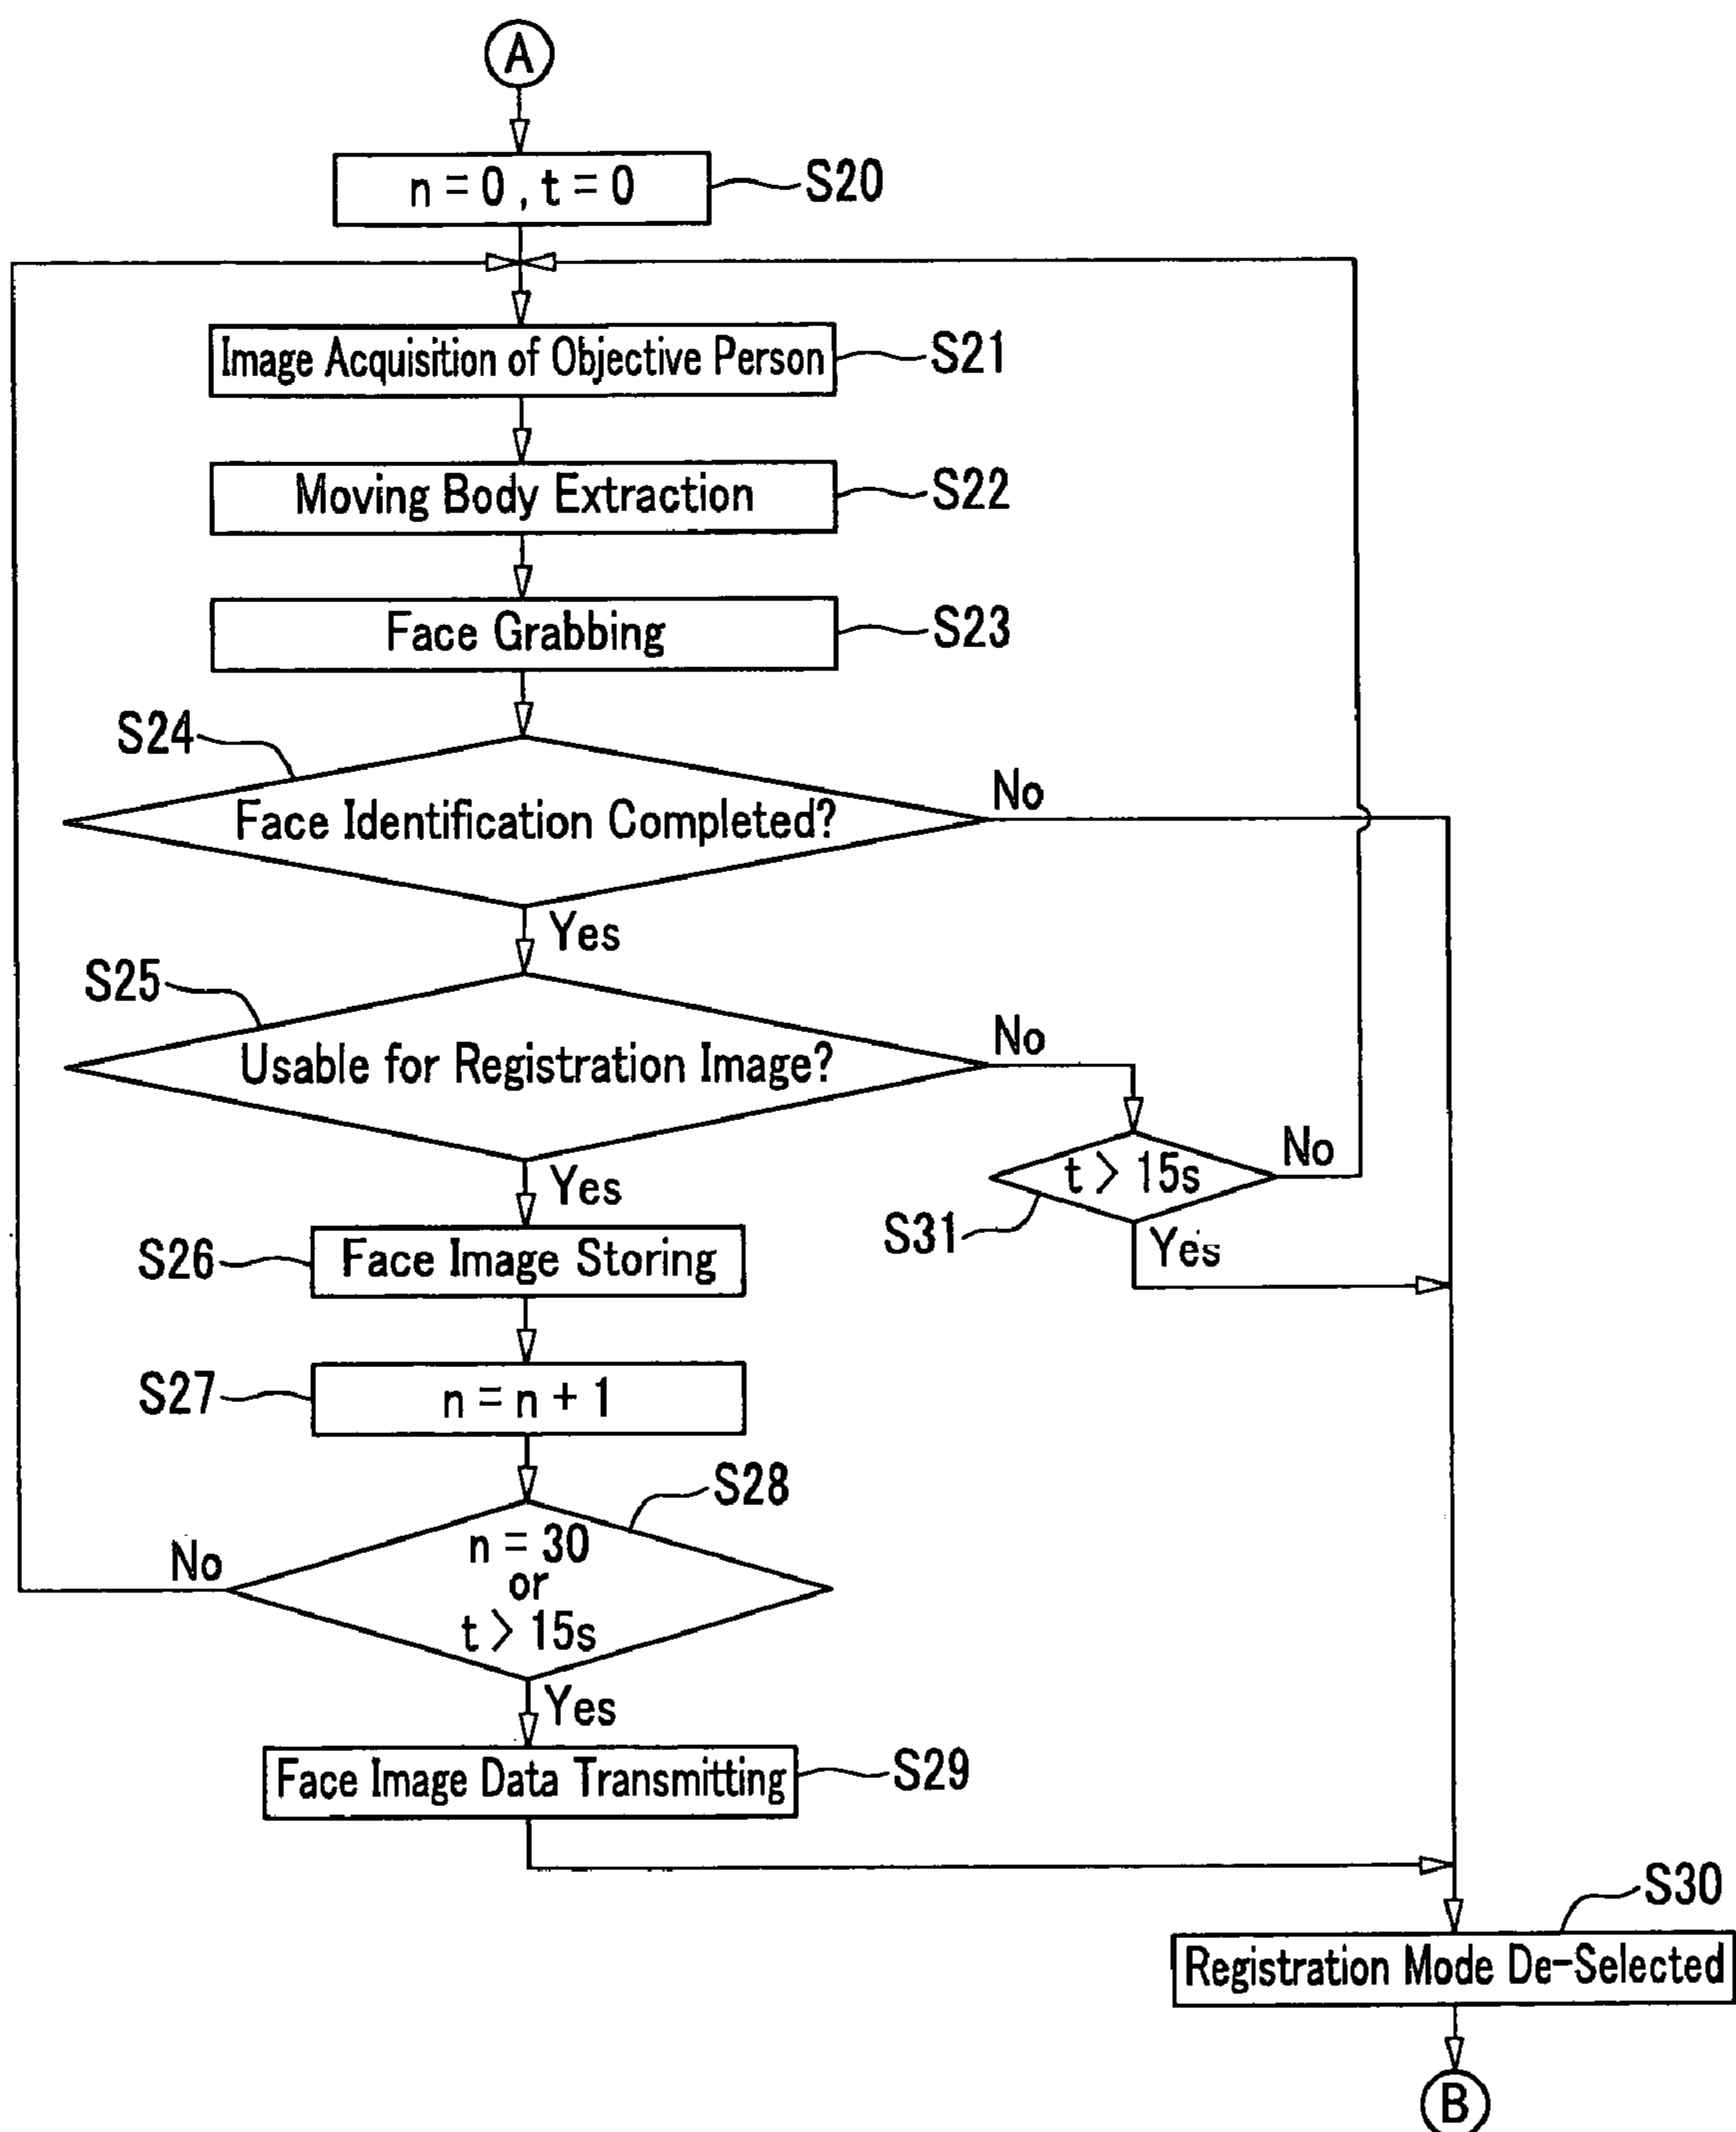 A
n = 0 , t = 0
S20
Image Acquisition of Objective Person
S21
Moving Body Extraction
S22
Face Grabbing
S23
S24
Face Identification Completed?
No
Yes
S25
Usable for Registration Image?
No
Yes
t > 15s
No
S31
Yes
S26
Face Image Storing
S27
n = n + 1
S28
n = 30
or
t > 15s
No
Yes
Face Image Data Transmitting
S29
S30
Registration Mode De-Selected
B